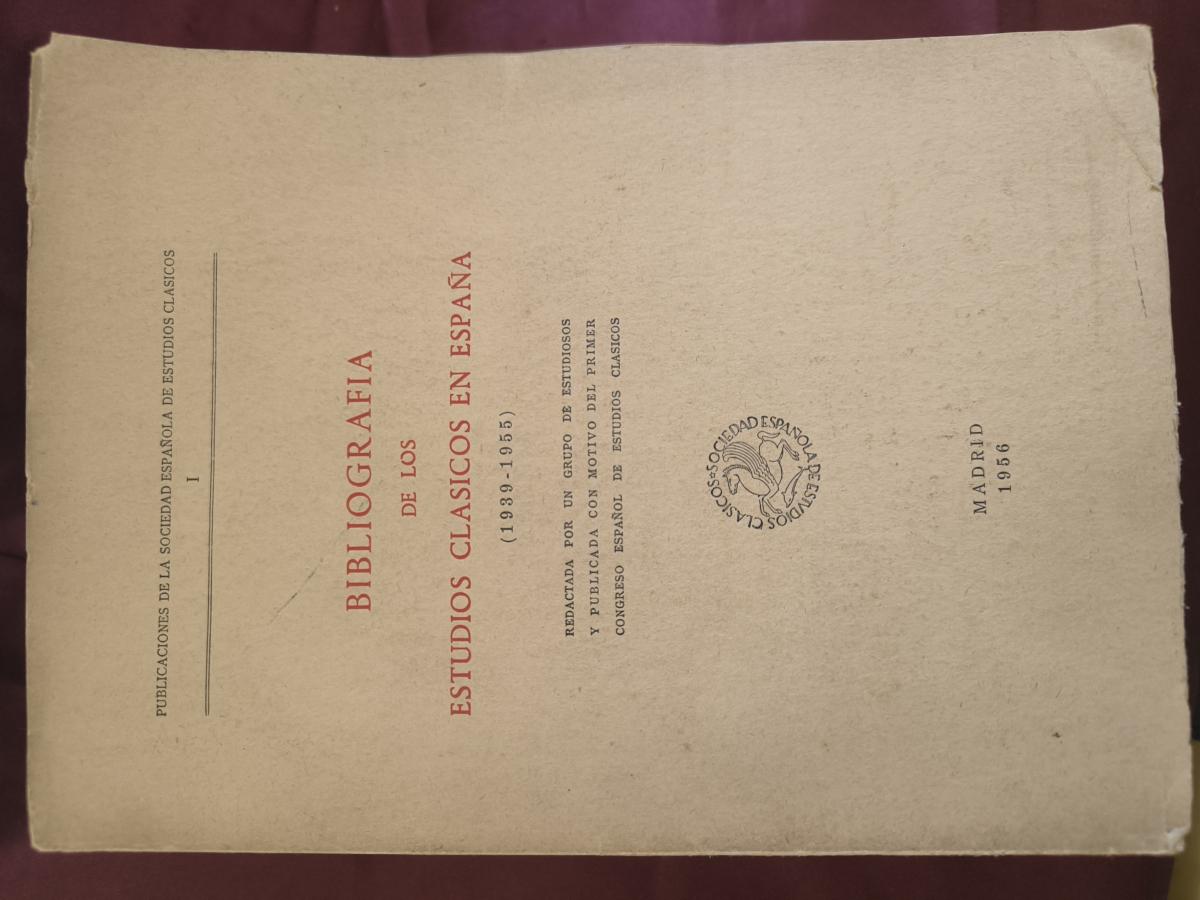 PUBLICACIONES DE LA SOCIEDAD ESPAÑOLA DE ESTUDIOS CLASICOS
I
BIBLIOGRAFIA
DE LOS
ESTUDIOS CLASICOS EN ESPAÑA
(1939-1955)
REDACTADA POR UN GRUPO DE ESTUDIOSOS
Y PUBLICADA CON MOTIVO DEL PRIMER
CONGRESO ESPAÑOL DE ESTUDIOS CLASICOS
SOCIEDAD ESPAÑOLA DE ESTVDIOS CLASICOS
MADRID
1956